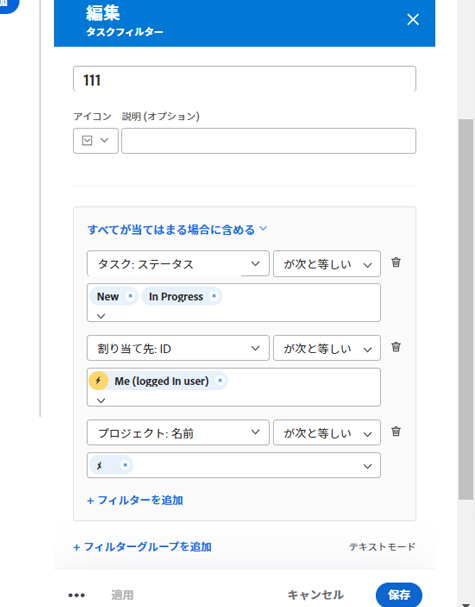 加
編集
タスクフィルター
111
アイコン 説明 (オプション)
すべてが当てはまる場合に含める
タスク: ステータス が次と等しい
New In Progress
割り当て先: ID が次と等しい
Me (logged In user)
プロジェクト: 名前 が次と等しい
+ フィルターを追加
+ フィルターグループを追加 テキストモード
適用 キャンセル 保存